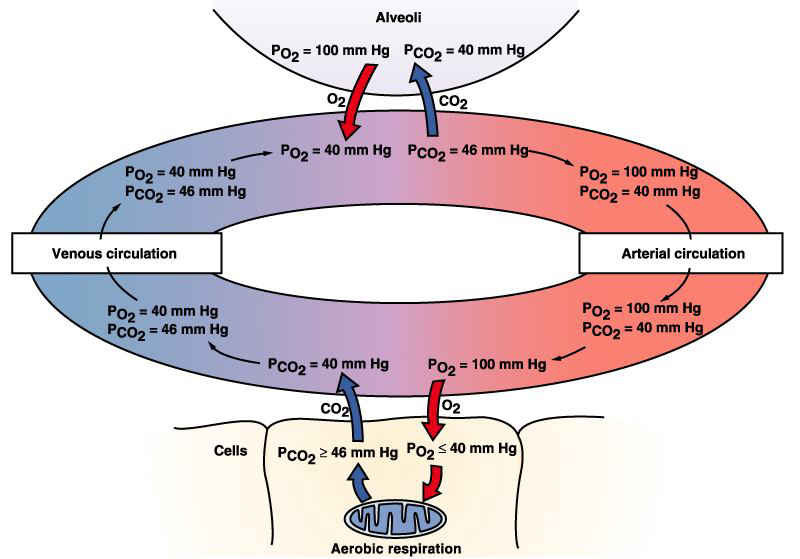 Alveoli
PO2 = 100 mm Hg
PCO2 = 40 mm Hg
O2
CO2
PO2 = 40 mm Hg
PCO2 = 46 mm Hg
PO2 = 40 mm Hg
PCO2 = 46 mm Hg
PO2 = 100 mm Hg
PCO2 = 40 mm Hg
Venous circulation
Arterial circulation
PO2 = 40 mm Hg
PCO2 = 46 mm Hg
PO2 = 100 mm Hg
PCO2 = 40 mm Hg
PCO2 = 40 mm Hg
PO2 = 100 mm Hg
CO2
O2
Cells
PCO2 ≥ 46 mm Hg
PO2 ≤ 40 mm Hg
Aerobic respiration